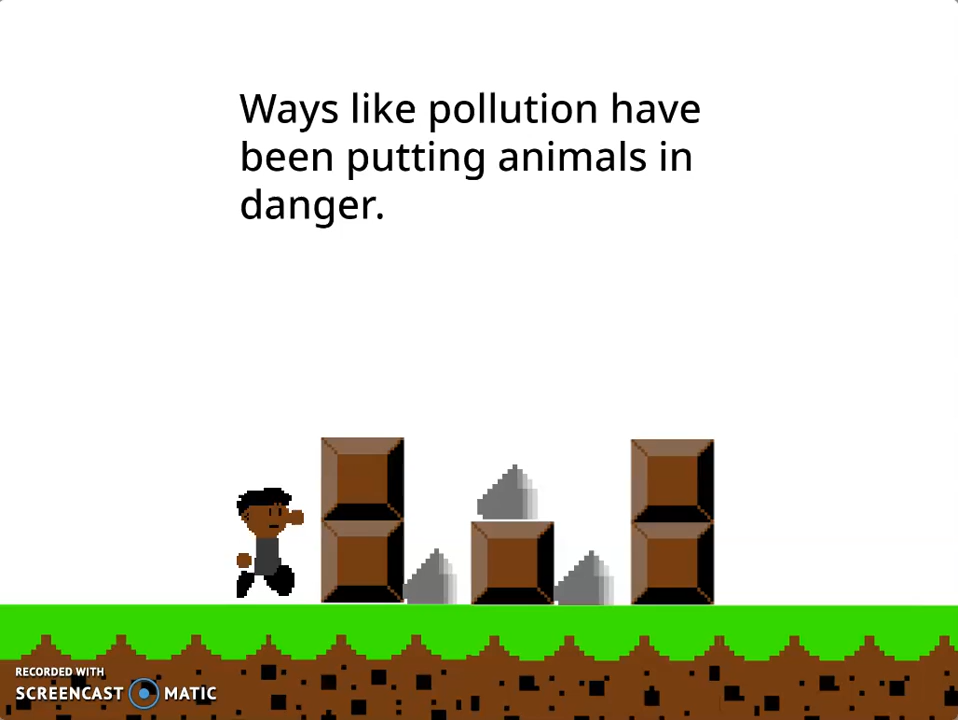 Ways like pollution have
been putting animals in
danger.
RECORDED WITH
SCREENCAST MATIC